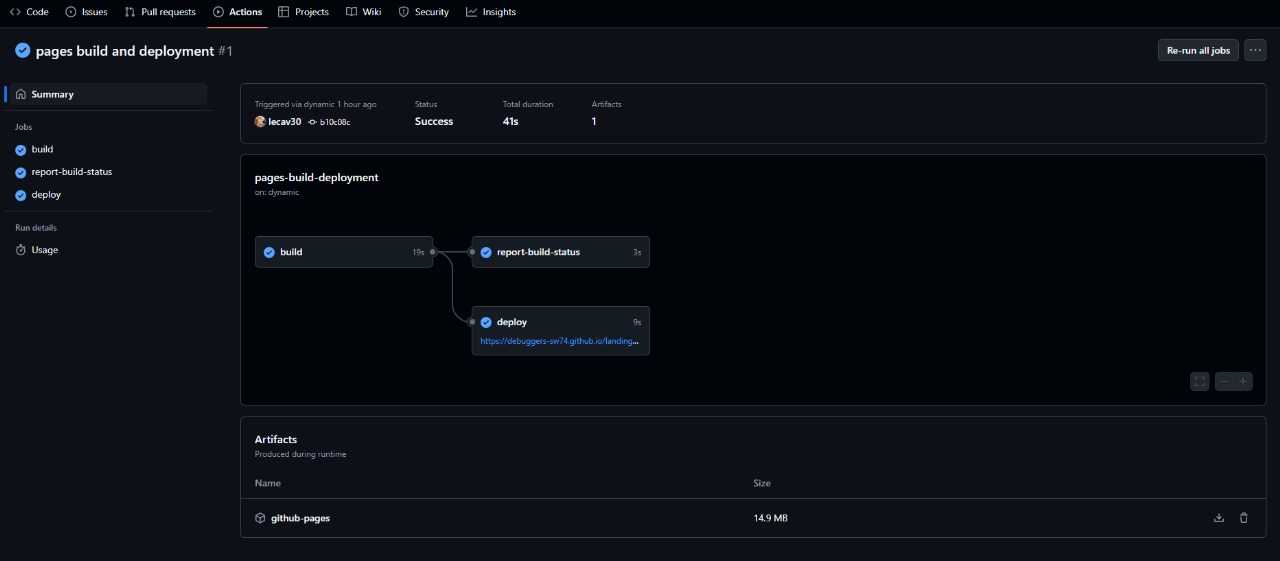 Code Issues Pull requests Actions Projects Wiki Security Insights
pages build and deployment #1
Re-run all jobs
Summary
Jobs
build
report-build-status
deploy
Run details
Usage
Triggered via dynamic 1 hour ago
lecav30 b10c08c
Status
Success
Total duration
41s
Artifacts
1
pages-build-deployment
on: dynamic
build 19s
report-build-status 3s
deploy 9s
https://debuggers-sw74.github.io/landing...
Artifacts
Produced during runtime
Name Size
github-pages 14.9 MB